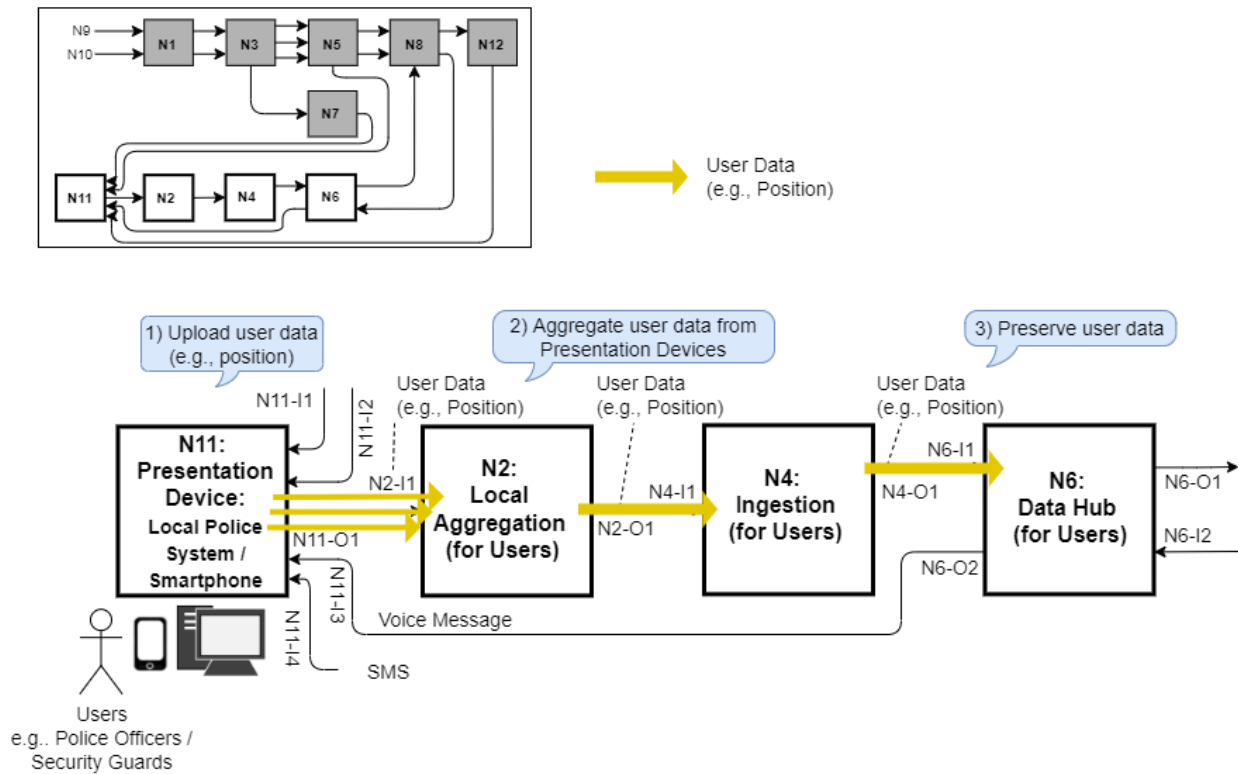 N9
N10
N1
N3
N5
N8
N12
N7
N11
N2
N4
N6
User Data
(e.g., Position)
1) Upload user data
(e.g., position)
2) Aggregate user data from
Presentation Devices
3) Preserve user data
N11-I1
N11-I2
User Data
(e.g., Position)
User Data
(e.g., Position)
User Data
(e.g., Position)
N11:
Presentation
Device:
Local Police
System /
Smartphone
N2-I1
N11-O1
N2:
Local
Aggregation
(for Users)
N4-I1
N2-O1
N4:
Ingestion
(for Users)
N6-I1
N4-O1
N6:
Data Hub
(for Users)
N6-O1
N6-I2
N6-O2
N11-I3
N11-I4
Voice Message
SMS
Users
e.g.. Police Officers /
Security Guards